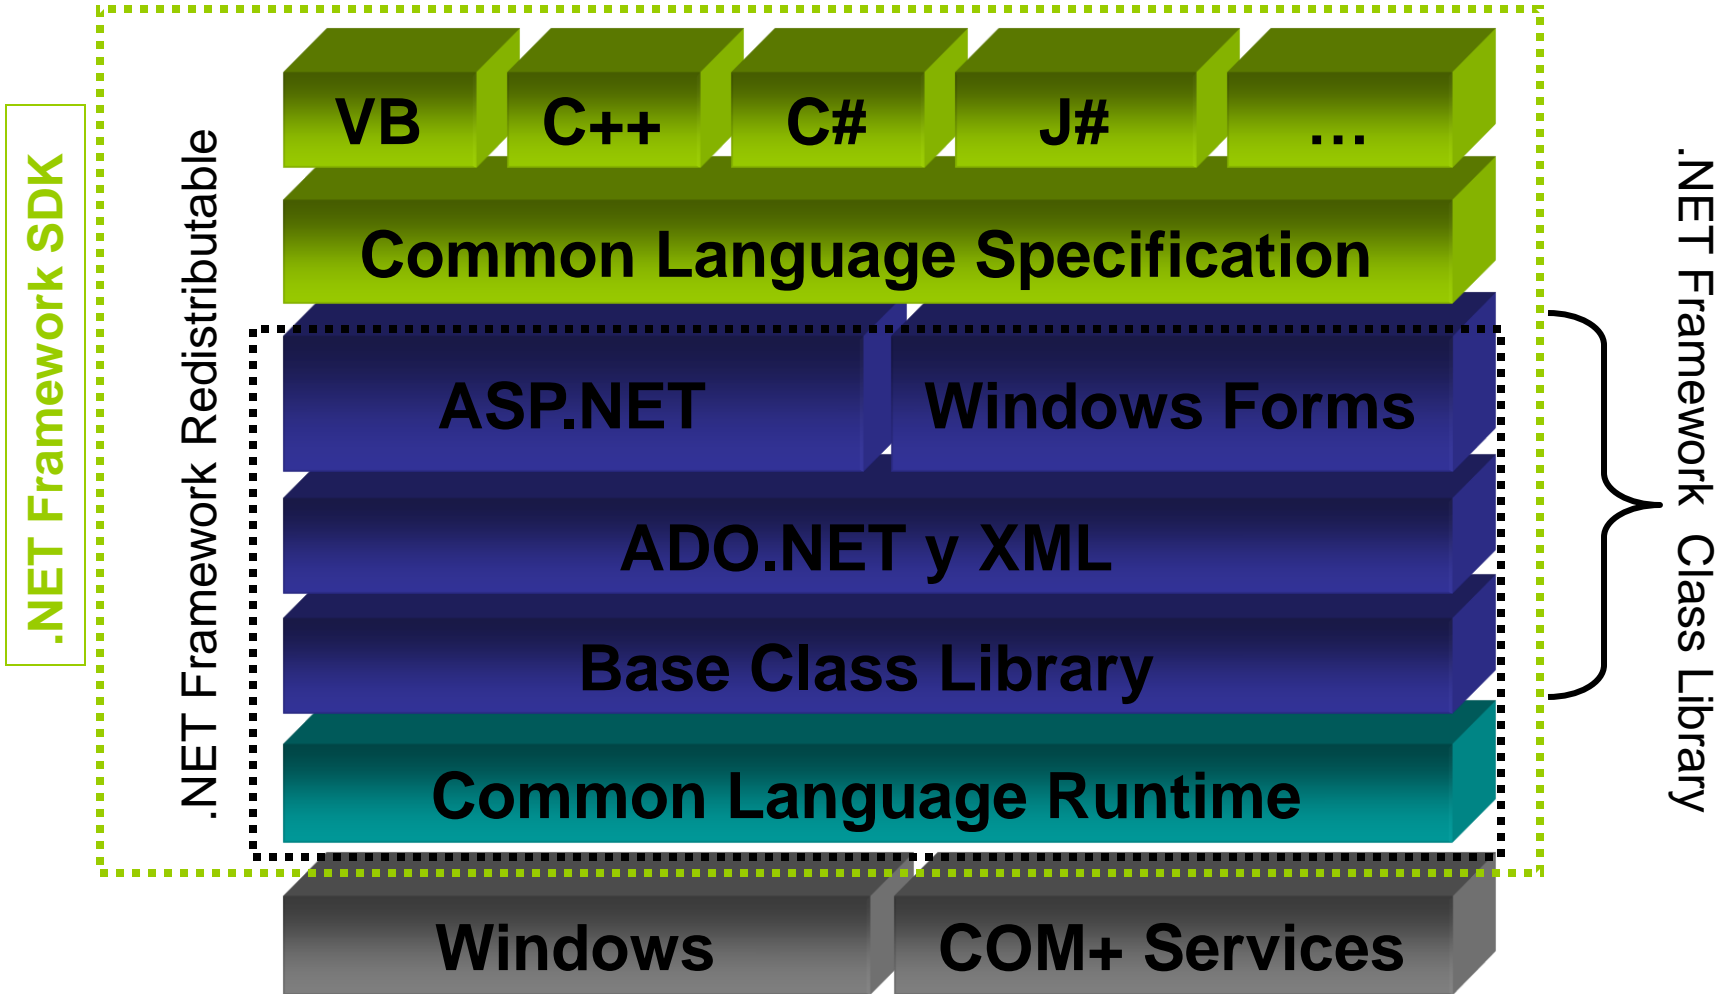 .NET Framework SDK
.NET Framework Redistributable
VB
C++
C#
J#
...
Common Language Specification
ASP.NET
Windows Forms
ADO.NET y XML
Base Class Library
Common Language Runtime
Windows
COM+ Services
.NET Framework Class Library